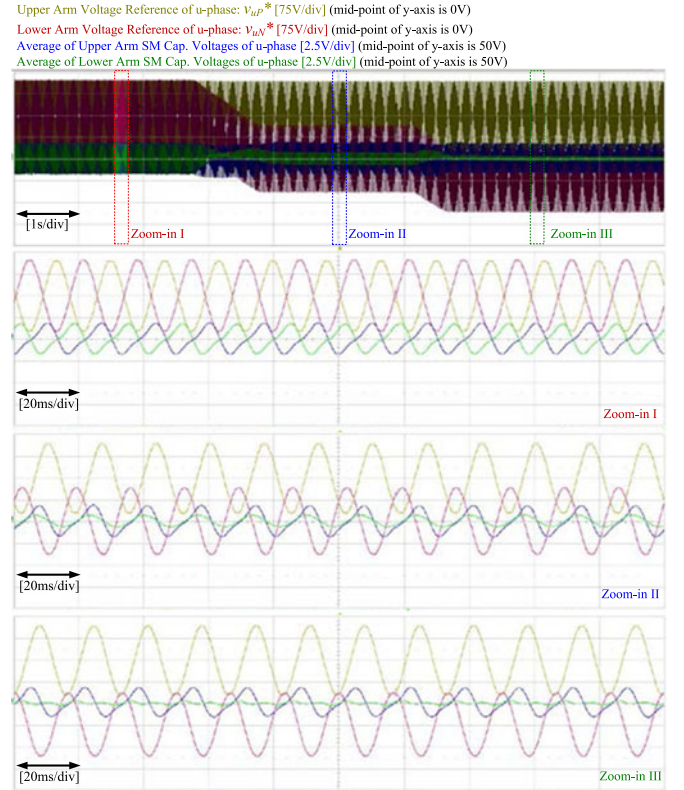 Upper Arm Voltage Reference of u-phase: vuP* [75V/div] (mid-point of y-axis is 0V)
Lower Arm Voltage Reference of u-phase: vuN* [75V/div] (mid-point of y-axis is 0V)
Average of Upper Arm SM Cap. Voltages of u-phase [2.5V/div] (mid-point of y-axis is 50V)
Average of Lower Arm SM Cap. Voltages of u-phase [2.5V/div] (mid-point of y-axis is 50V)
[1s/div]
Zoom-in I
Zoom-in II
Zoom-in III
[20ms/div]
Zoom-in I
[20ms/div]
Zoom-in II
[20ms/div]
Zoom-in III